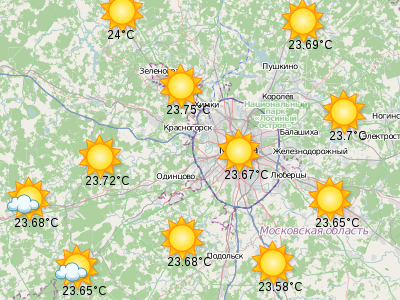 24°C
23.69°C
Пушкино
Зеленоград
23.75°C
Химки
Королёв
Национальный
парк
Лосиный
остров
Ногинск
23.7°C
Электрос
Красногорск
Балашиха
Железнодорожный
23.72°C
Одинцово
23.67°C
Люберцы
23.68°C
23.65°C
Московская область
23.68°C
Подольск
23.65°C
23.58°C